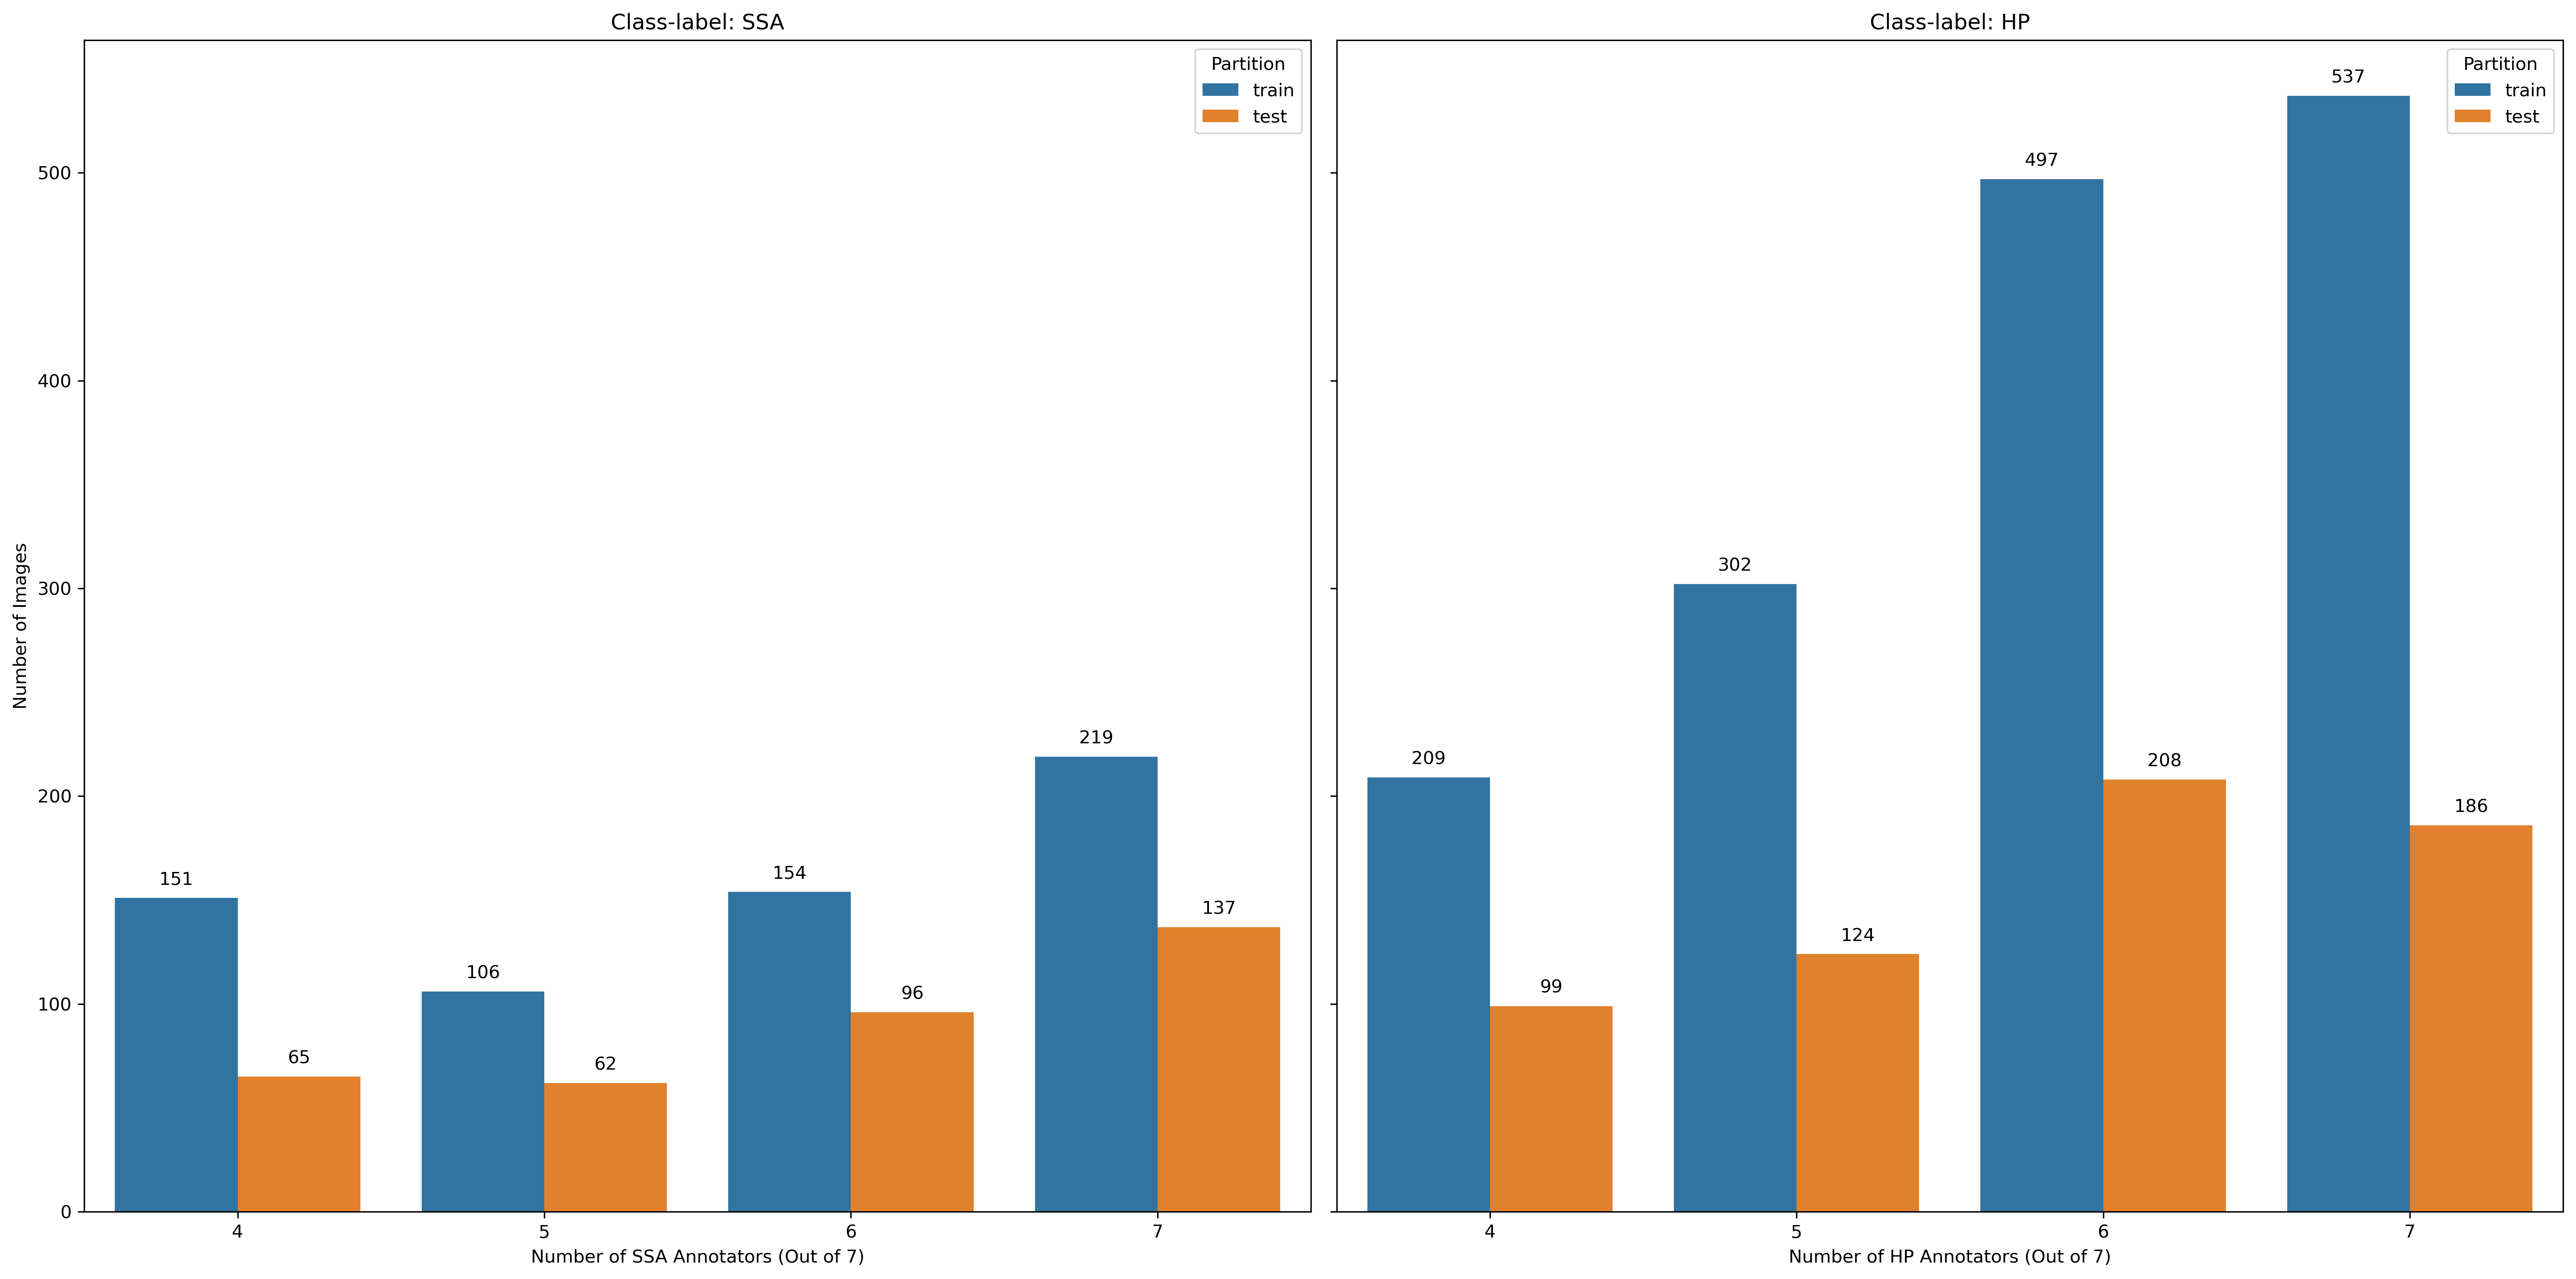 Class-label: SSA
Partition
train
test
Number of Images
500
400
300
200
100
0
151
65
106
62
154
96
219
137
4
5
6
7
Number of SSA Annotators (Out of 7)
Class-label: HP
Partition
train
test
209
99
302
124
497
208
537
186
4
5
6
7
Number of HP Annotators (Out of 7)